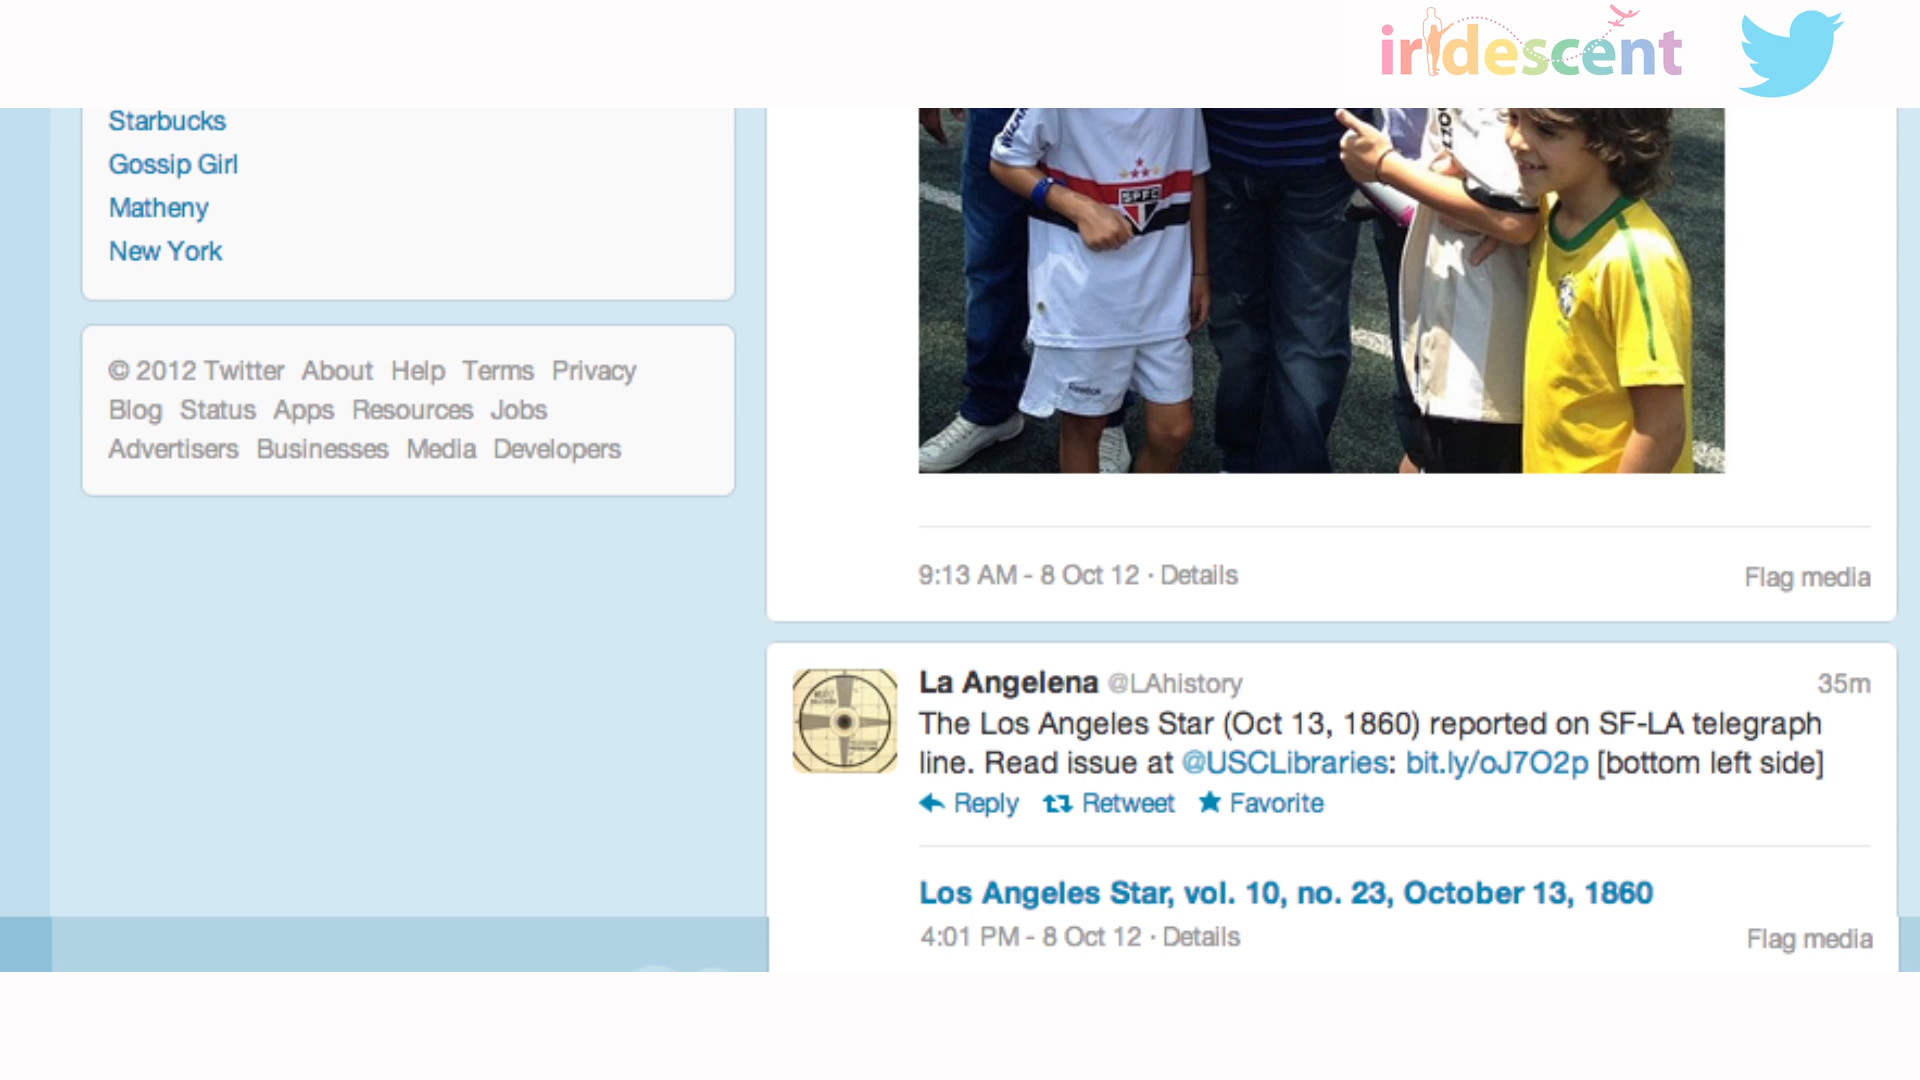 iridescent
Starbucks
Gossip Girl
Matheny
New York
© 2012 Twitter About Help Terms Privacy
Blog Status Apps Resources Jobs
Advertisers Businesses Media Developers
SPFC
Reebok
9:13 AM - 8 Oct 12 · Details
Flag media
La Angelena @LAhistory 35m
The Los Angeles Star (Oct 13, 1860) reported on SF-LA telegraph
line. Read issue at @USCLibraries: bit.ly/oJ7O2p [bottom left side]
Reply Retweet Favorite
Los Angeles Star, vol. 10, no. 23, October 13, 1860
4:01 PM - 8 Oct 12 · Details
Flag media